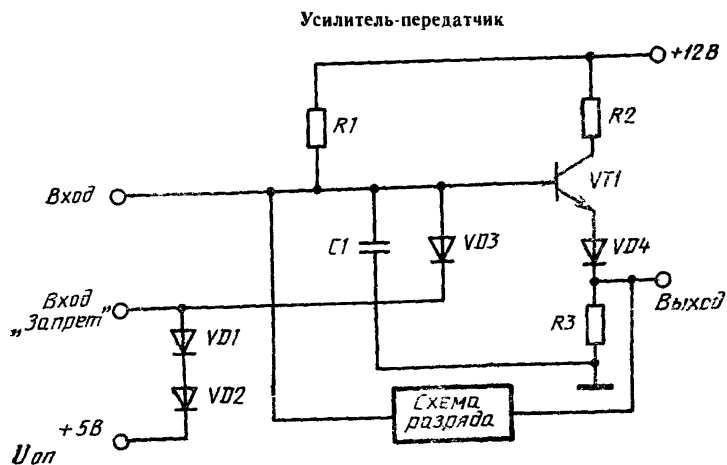 Усилитель-передатчик
+12В
R1
R2
Вход
VT1
C1
VD3
VD4
Вход
„Запрет"
Выход
VD1
R3
VD2
Схема
разряда
+5В
Uоп